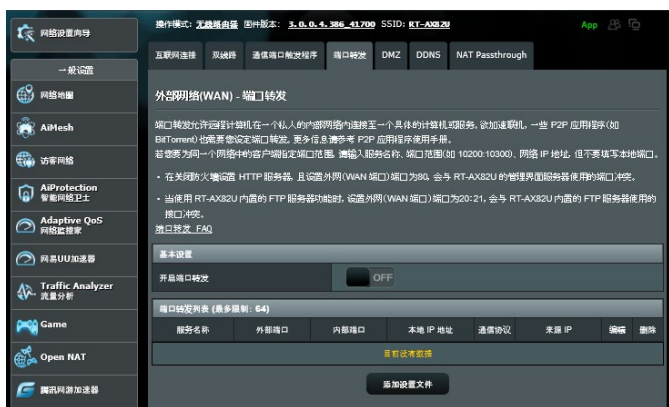 网络设置向导
操作模式: 无线路由器 固件版本: 3.0.0.4.386_41700 SSID: RT-AX82U
App
互联网连接 双线路 通信端口触发程序 端口转发 DMZ DDNS NAT Passthrough
一般设置
网络地图
AiMesh
访客网络
AiProtection
智能网络卫士
Adaptive QoS
网络监控家
网易UU加速器
Traffic Analyzer
流量分析
Game
Open NAT
腾讯网游加速器
外部网络(WAN) - 端口转发
端口转发允许远程计算机在一个私人的内部网络内连接至一个具体的计算机或服务。欲加速联机, 一些 P2P 应用程序(如
BitTorrent) 也需要您设定端口转发。更多信息请参考 P2P 应用程序使用手册。
若您要为同一个网络中的客户端指定端口范围, 请输入服务名称、端口范围(如 10200:10300)、网络 IP 地址, 但不要填写本地端口。
• 在关闭防火墙设置 HTTP 服务器, 且设置外网(WAN 端口)端口为80, 会与 RT-AX82U 的管理界面服务器使用的端口冲突。
• 当使用 RT-AX82U 内置的 FTP 服务器功能时, 设置外网(WAN 端口)端口为20:21, 会与 RT-AX82U 内置的 FTP 服务器使用的
接口冲突。
端口转发 FAQ
基本设置
开启端口转发 OFF
端口转发列表 (最多限制: 64)
服务名称 外部端口 内部端口 本地 IP 地址 通信协议 来源 IP 编辑 删除
目前没有数据
添加设置文件